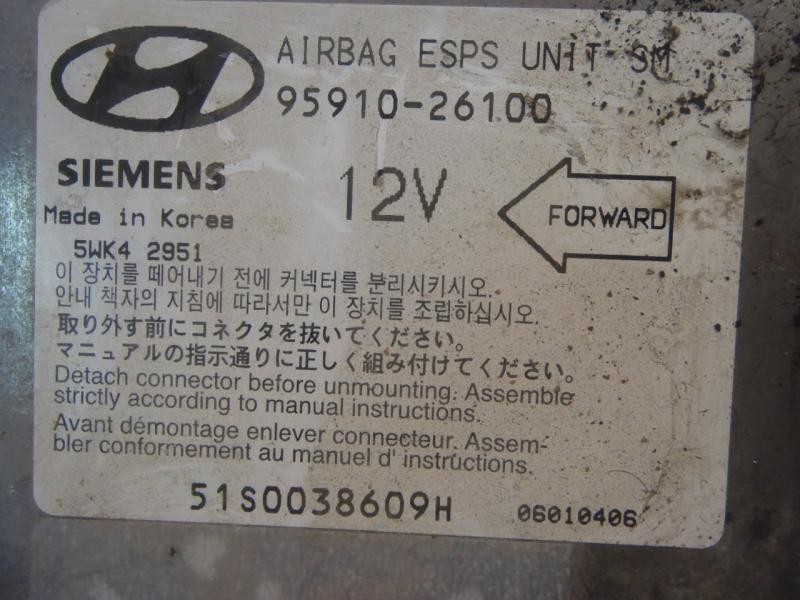 AIRBAG ESPS UNIT SM
95910-26100
SIEMENS
12V
FORWARD
Made in Korea
5WK4 2951
이 장치를 떼어내기 전에 커넥터를 분리시키시오.
안내 책자의 지침에 따라서만 이 장치를 조립하십시오.
取り外す前にコネクタを抜いてください。
マニュアルの指示通りに正しく組み付けてください。
Detach connector before unmounting. Assemble
strictly according to manual instructions.
Avant démontage enlever connecteur. Assem-
bler conformement au manuel d' instructions.
51S0038609H
06010406